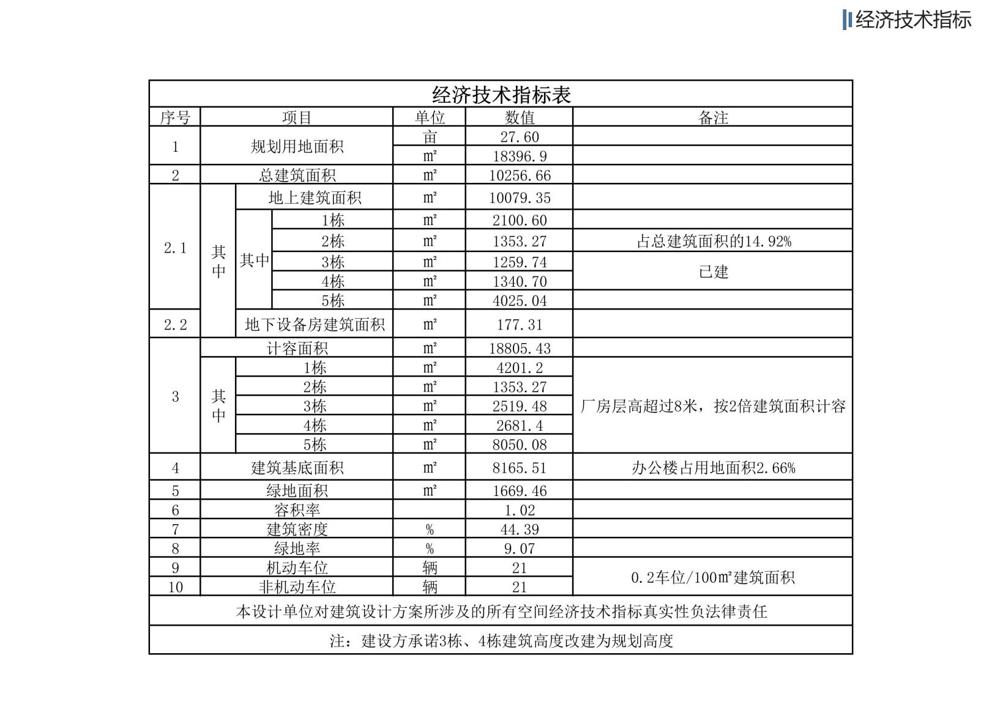 经济技术指标
经济技术指标表
序号 项目 单位 数值 备注
1 规划用地面积 亩 27.60
㎡ 18396.9
2 总建筑面积 ㎡ 10256.66
2.1 其中 地上建筑面积 ㎡ 10079.35
其中 1栋 ㎡ 2100.60
2栋 ㎡ 1353.27 占总建筑面积的14.92%
3栋 ㎡ 1259.74 已建
4栋 ㎡ 1340.70
5栋 ㎡ 4025.04
2.2 地下设备房建筑面积 ㎡ 177.31
3 计容面积 ㎡ 18805.43
其中 1栋 ㎡ 4201.2 厂房层高超过8米，按2倍建筑面积计容
2栋 ㎡ 1353.27
3栋 ㎡ 2519.48
4栋 ㎡ 2681.4
5栋 ㎡ 8050.08
4 建筑基底面积 ㎡ 8165.51 办公楼占用地面积2.66%
5 绿地面积 ㎡ 1669.46
6 容积率 1.02
7 建筑密度 % 44.39
8 绿地率 % 9.07
9 机动车位 辆 21 0.2车位/100㎡建筑面积
10 非机动车位 辆 21
本设计单位对建筑设计方案所涉及的所有空间经济技术指标真实性负法律责任
注：建设方承诺3栋、4栋建筑高度改建为规划高度